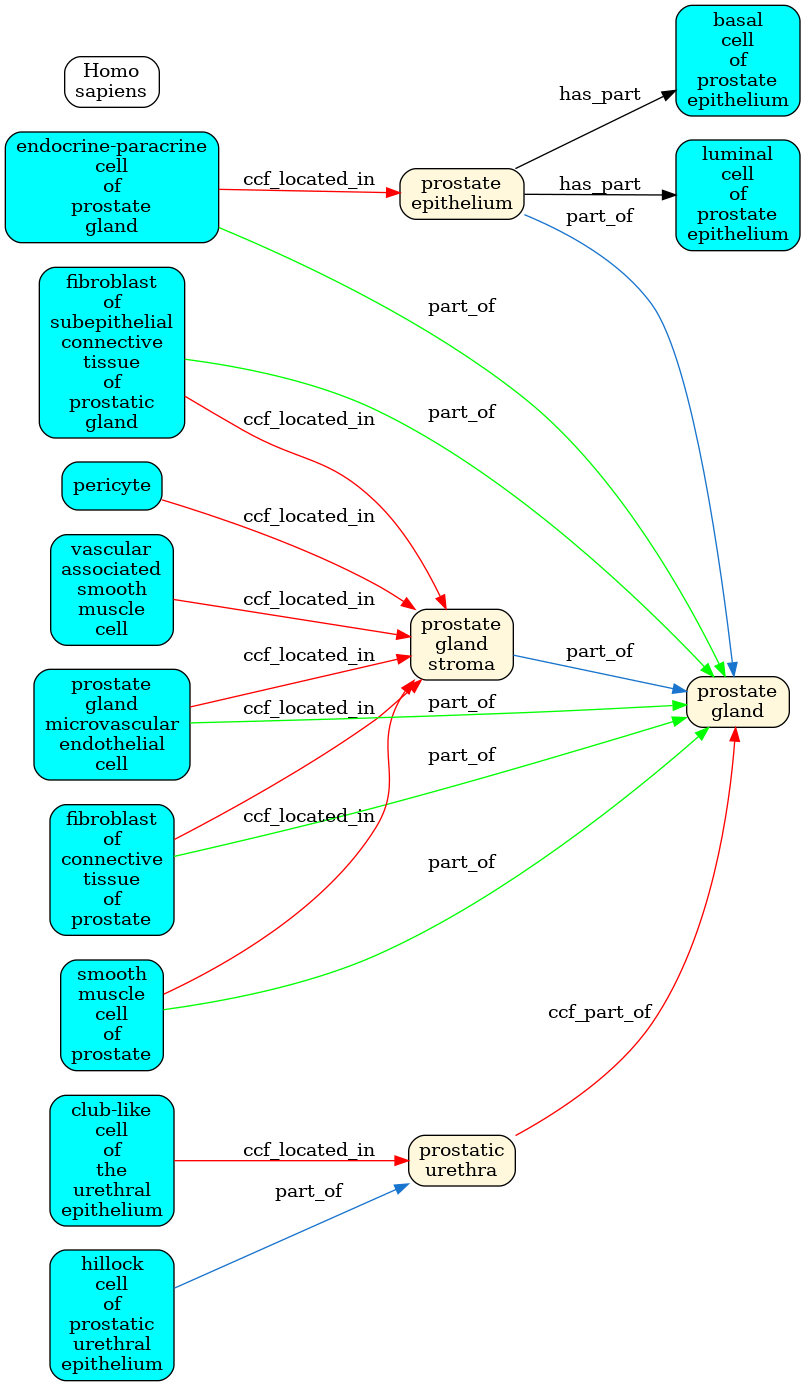 Homo
sapiens
endocrine-paracrine
cell
of
prostate
gland
fibroblast
of
subepithelial
connective
tissue
of
prostatic
gland
pericyte
vascular
associated
smooth
muscle
cell
prostate
gland
microvascular
endothelial
cell
fibroblast
of
connective
tissue
of
prostate
smooth
muscle
cell
of
prostate
club-like
cell
of
the
urethral
epithelium
hillock
cell
of
prostatic
urethral
epithelium
ccf_located_in
ccf_located_in
ccf_located_in
ccf_located_in
ccf_located_in
ccf_located_in
ccf_located_in
ccf_located_in
part_of
prostate
epithelium
part_of
part_of
prostate
gland
stroma
part_of
part_of
part_of
prostatic
urethra
has_part
has_part
part_of
part_of
ccf_part_of
basal
cell
of
prostate
epithelium
luminal
cell
of
prostate
epithelium
prostate
gland